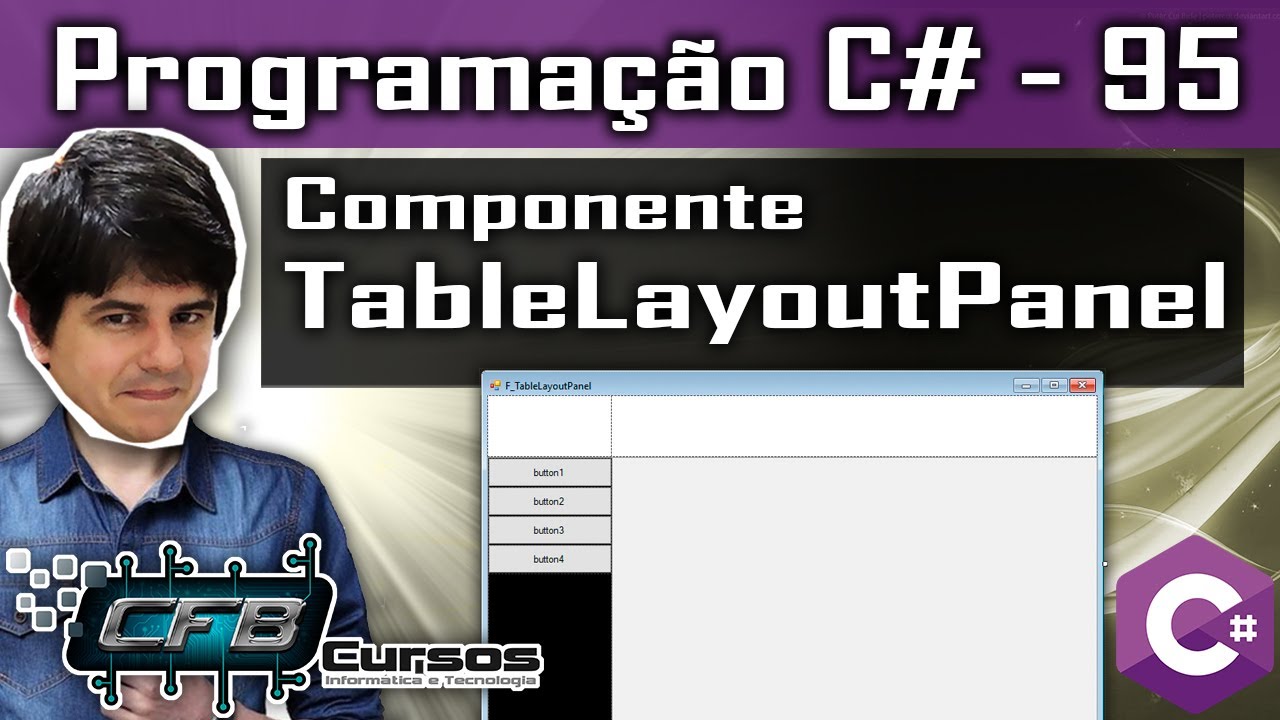 Programação C# - 95
Componente
TableLayoutPanel
F_TableLayoutPanel
button1
button2
button3
button4
CFB
Cursos
Informática e Tecnologia
C#